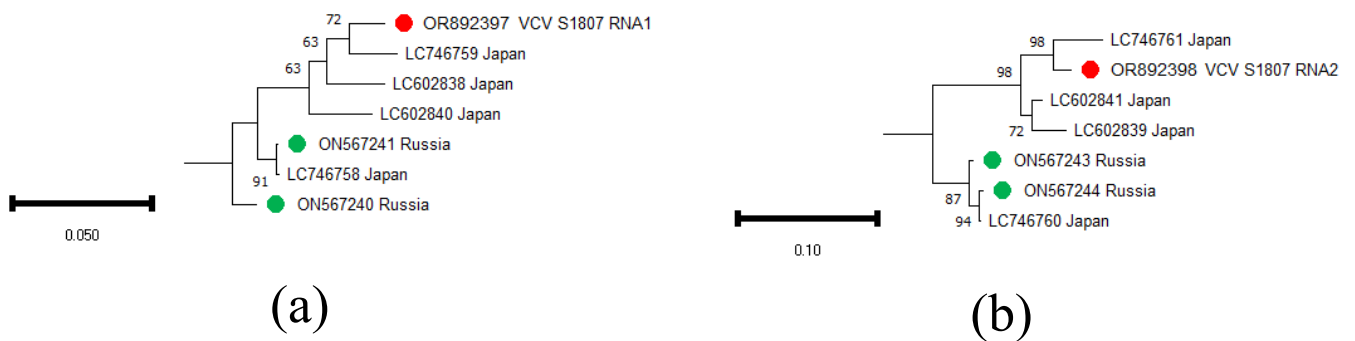 72
OR892397 VCV S1807 RNA1
63
LC746759 Japan
63
LC602838 Japan
LC602840 Japan
ON567241 Russia
91
LC746758 Japan
ON567240 Russia
0.050
(a)
98
LC746761 Japan
98
OR892398 VCV S1807 RNA2
LC602841 Japan
72
LC602839 Japan
ON567243 Russia
87
ON567244 Russia
94
LC746760 Japan
0.10
(b)